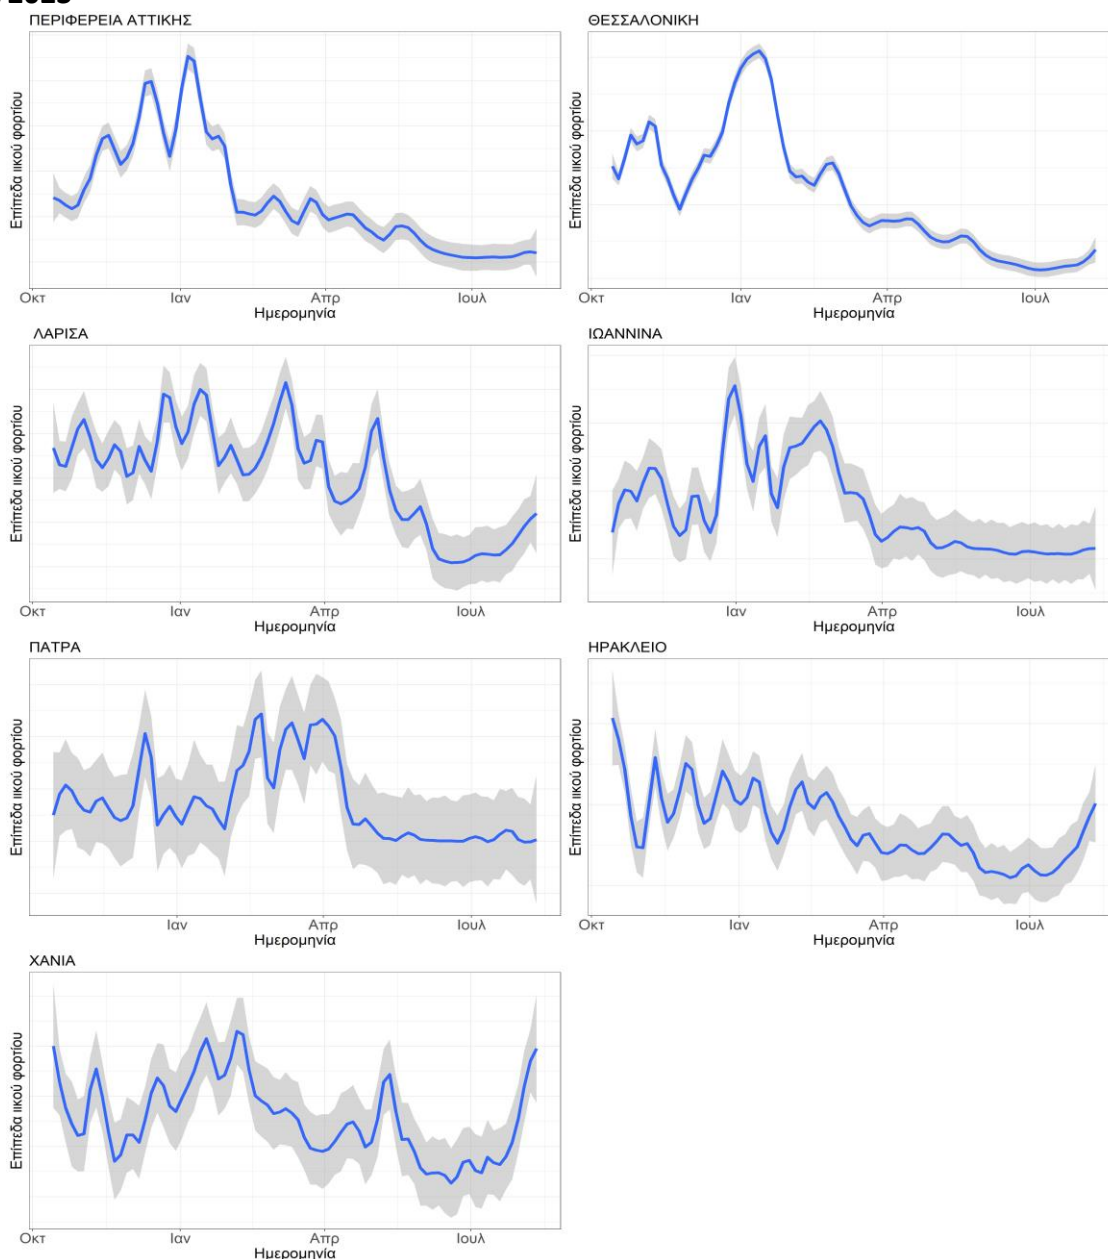 ΠΕΡΙΦΕΡΕΙΑ ΑΤΤΙΚΗΣ
Επίπεδα ιικού φορτίου
Οκτ Ιαν Απρ Ιουλ
Ημερομηνία
ΘΕΣΣΑΛΟΝΙΚΗ
Επίπεδα ιικού φορτίου
Οκτ Ιαν Απρ Ιουλ
Ημερομηνία
ΛΑΡΙΣΑ
Επίπεδα ιικού φορτίου
Οκτ Ιαν Απρ Ιουλ
Ημερομηνία
ΙΩΑΝΝΙΝΑ
Επίπεδα ιικού φορτίου
Ιαν Απρ Ιουλ
Ημερομηνία
ΠΑΤΡΑ
Επίπεδα ιικού φορτίου
Ιαν Απρ Ιουλ
Ημερομηνία
ΗΡΑΚΛΕΙΟ
Επίπεδα ιικού φορτίου
Οκτ Ιαν Απρ Ιουλ
Ημερομηνία
ΧΑΝΙΑ
Επίπεδα ιικού φορτίου
Οκτ Ιαν Απρ Ιουλ
Ημερομηνία